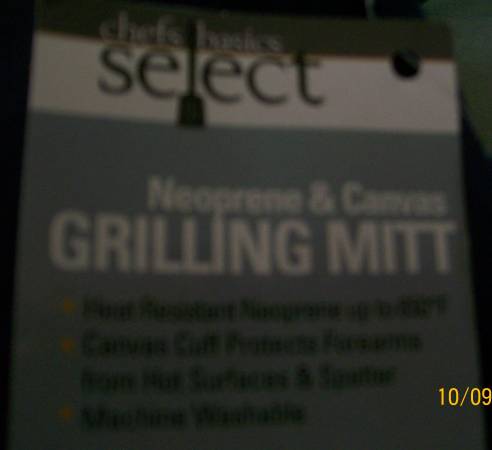 chefs basics
select
Neoprene & Canvas
GRILLING MITT
Heat Resistant Neoprene up to
Canvas Cuff Protects Forearms
from Hot Surfaces & Spatter
Machine Washable
10/09